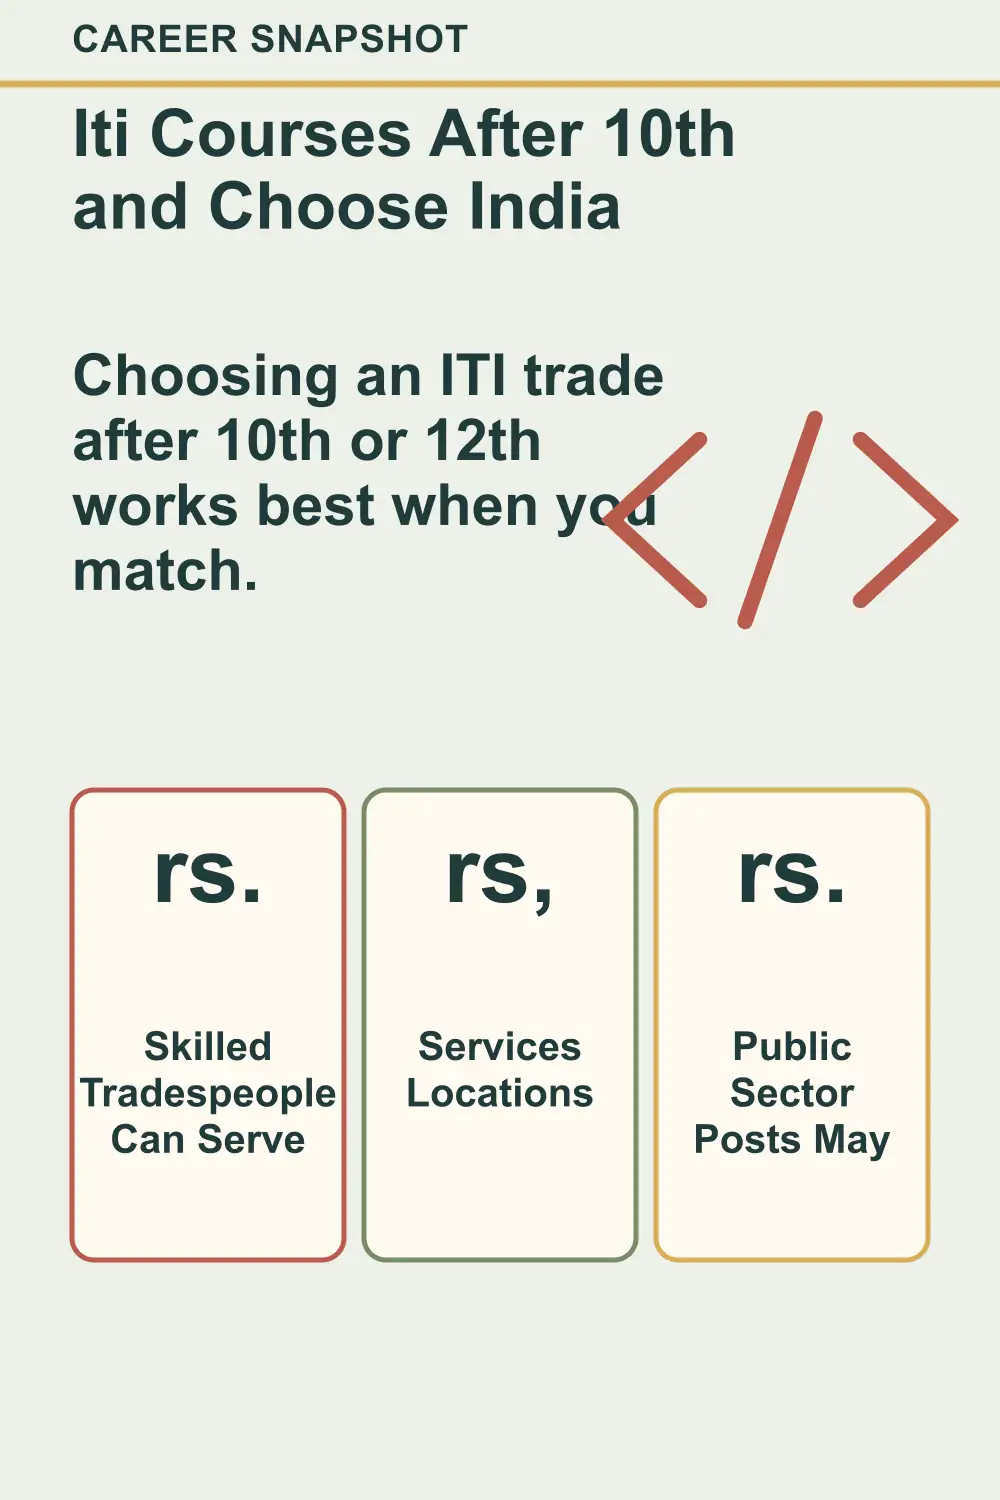 CAREER SNAPSHOT
Iti Courses After 10th
and Choose India
Choosing an ITI trade
after 10th or 12th
works best when you
match.
rs.
Skilled
Tradespeople
Can Serve
rs,
Services
Locations
rs.
Public
Sector
Posts May